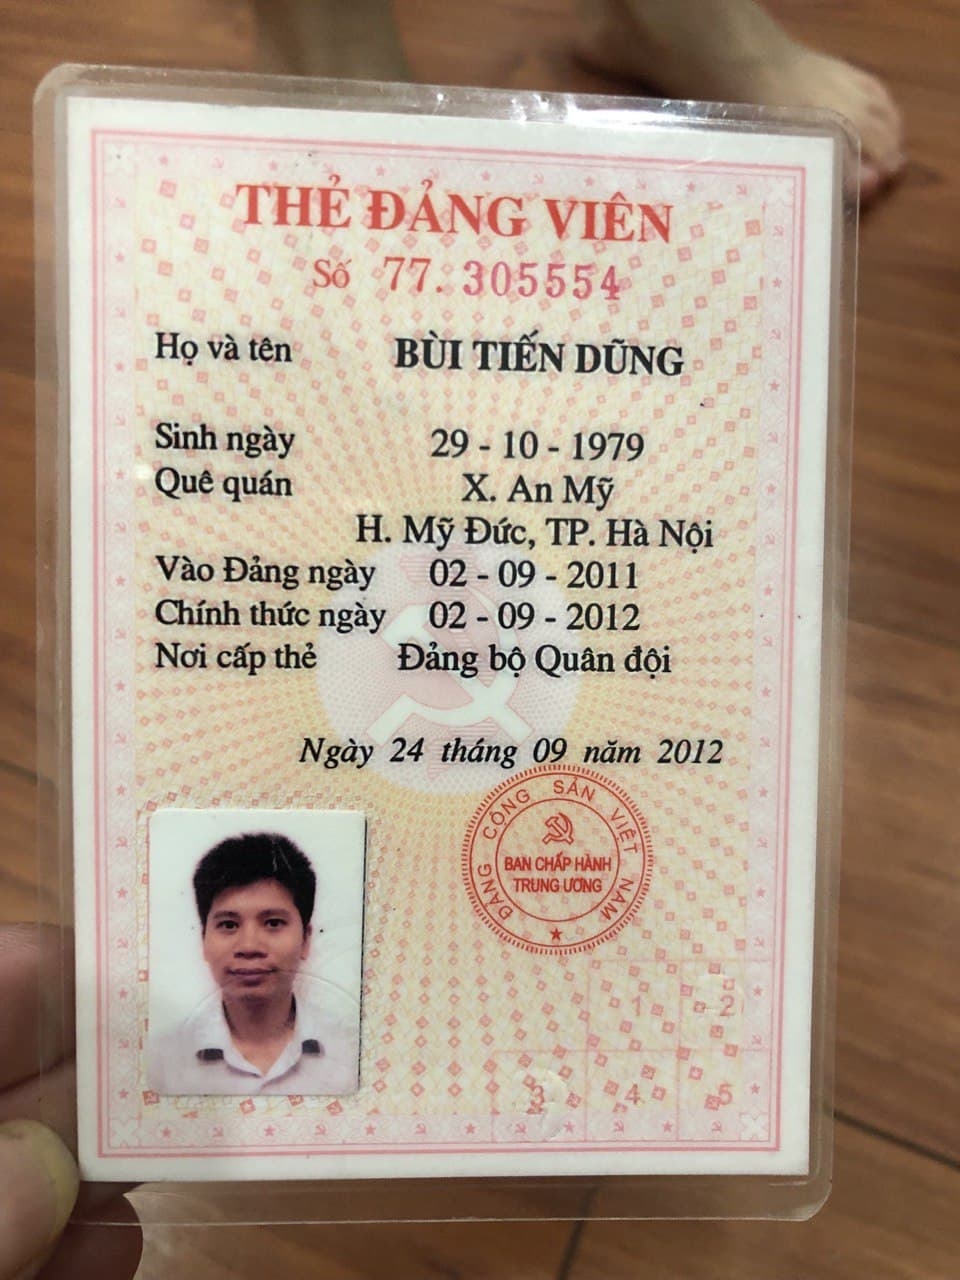 THẺ ĐẢNG VIÊN
Số 77. 305554
Họ và tên BÙI TIẾN DŨNG
Sinh ngày 29 - 10 - 1979
Quê quán X. An Mỹ
H. Mỹ Đức, TP. Hà Nội
Vào Đảng ngày 02 - 09 - 2011
Chính thức ngày 02 - 09 - 2012
Nơi cấp thẻ Đảng bộ Quân đội
Ngày 24 tháng 09 năm 2012
ĐẢNG CỘNG SẢN VIỆT NAM
BAN CHẤP HÀNH
TRUNG ƯƠNG
1 2
3 4 5